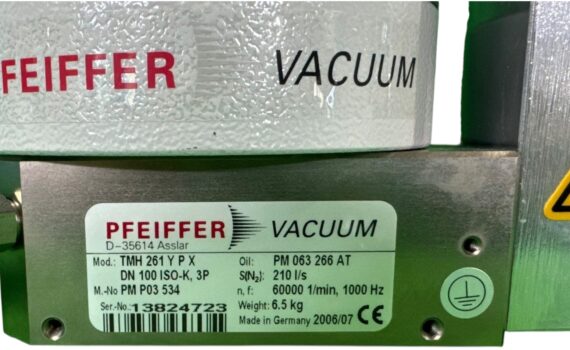 PFEIFFER VACUUM
PFEIFFER VACUUM
D-35614 Asslar
Mod.: TMH 261 Y P X Oil: PM 063 266 AT
DN 100 ISO-K, 3P S(N₂): 210 l/s
M.-No PM P03 534 n, f: 60000 1/min, 1000 Hz
Ser.-No.: 13824723 Weight: 6.5 kg
Made in Germany 2006/07 CE